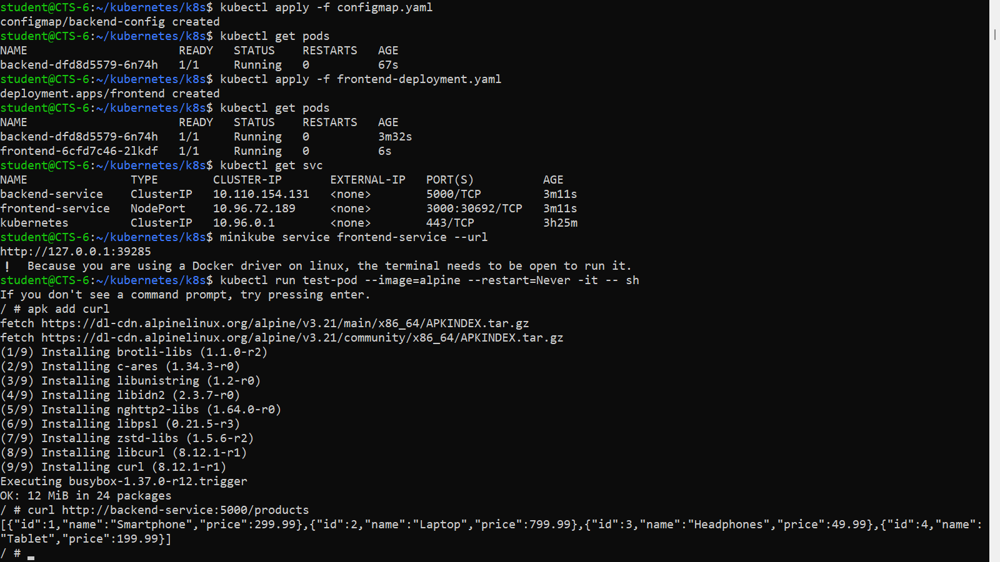 student@CTS-6:~/kubernetes/k8s$ kubectl apply -f configmap.yaml
configmap/backend-config created
student@CTS-6:~/kubernetes/k8s$ kubectl get pods
NAME                      READY   STATUS    RESTARTS   AGE
backend-dfd8d5579-6n74h   1/1     Running   0          67s
student@CTS-6:~/kubernetes/k8s$ kubectl apply -f frontend-deployment.yaml
deployment.apps/frontend created
student@CTS-6:~/kubernetes/k8s$ kubectl get pods
NAME                      READY   STATUS    RESTARTS   AGE
backend-dfd8d5579-6n74h   1/1     Running   0          3m32s
frontend-6cfd7c46-2lkdf   1/1     Running   0          6s
student@CTS-6:~/kubernetes/k8s$ kubectl get svc
NAME               TYPE        CLUSTER-IP       EXTERNAL-IP   PORT(S)          AGE
backend-service    ClusterIP   10.110.154.131   <none>        5000/TCP         3m11s
frontend-service   NodePort    10.96.72.189     <none>        3000:30692/TCP   3m11s
kubernetes         ClusterIP   10.96.0.1        <none>        443/TCP          3h25m
student@CTS-6:~/kubernetes/k8s$ minikube service frontend-service --url
http://127.0.0.1:39285
!   Because you are using a Docker driver on linux, the terminal needs to be open to run it.
student@CTS-6:~/kubernetes/k8s$ kubectl run test-pod --image=alpine --restart=Never -it -- sh
If you don't see a command prompt, try pressing enter.
/ # apk add curl
fetch https://dl-cdn.alpinelinux.org/alpine/v3.21/main/x86_64/APKINDEX.tar.gz
fetch https://dl-cdn.alpinelinux.org/alpine/v3.21/community/x86_64/APKINDEX.tar.gz
(1/9) Installing brotli-libs (1.1.0-r2)
(2/9) Installing c-ares (1.34.3-r0)
(3/9) Installing libunistring (1.2-r0)
(4/9) Installing libidn2 (2.3.7-r0)
(5/9) Installing nghttp2-libs (1.64.0-r0)
(6/9) Installing libpsl (0.21.5-r3)
(7/9) Installing zstd-libs (1.5.6-r2)
(8/9) Installing libcurl (8.12.1-r1)
(9/9) Installing curl (8.12.1-r1)
Executing busybox-1.37.0-r12.trigger
OK: 12 MiB in 24 packages
/ # curl http://backend-service:5000/products
[{"id":1,"name":"Smartphone","price":299.99},{"id":2,"name":"Laptop","price":799.99},{"id":3,"name":"Headphones","price":49.99},{"id":4,"name":
"Tablet","price":199.99}]
/ #